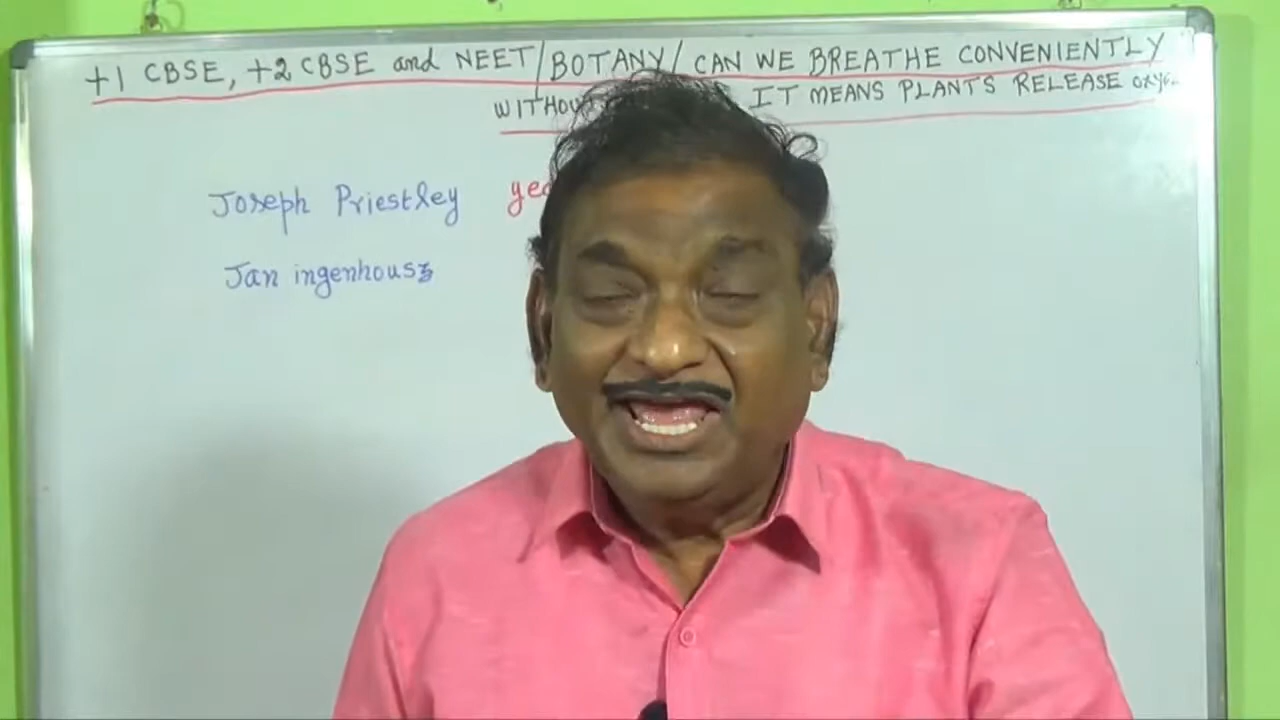 +1 CBSE, +2 CBSE and NEET/BOTANY/ CAN WE BREATHE CONVENIENTLY
IT MEANS PLANTS RELEASE
Joseph Priestley
Jan ingenhousz